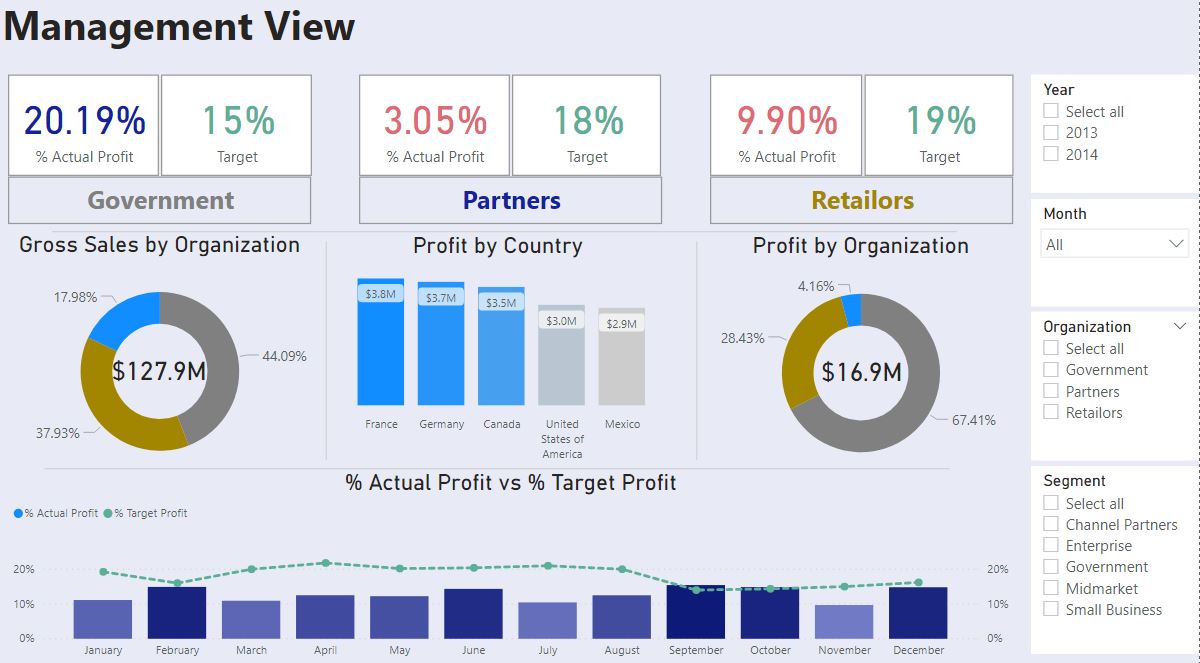 Management View
20.19%
% Actual Profit
15%
Target
Government
3.05%
% Actual Profit
18%
Target
Partners
9.90%
% Actual Profit
19%
Target
Retailors
Gross Sales by Organization
17.98%
44.09%
37.93%
$127.9M
Profit by Country
$3.8M
$3.7M
$3.5M
$3.0M
$2.9M
France
Germany
Canada
United
States of
America
Mexico
Profit by Organization
4.16%
28.43%
67.41%
$16.9M
% Actual Profit vs % Target Profit
% Actual Profit
% Target Profit
20%
10%
0%
20%
10%
0%
January
February
March
April
May
June
July
August
September
October
November
December
Year
Select all
2013
2014
Month
All
Organization
Select all
Government
Partners
Retailors
Segment
Select all
Channel Partners
Enterprise
Government
Midmarket
Small Business